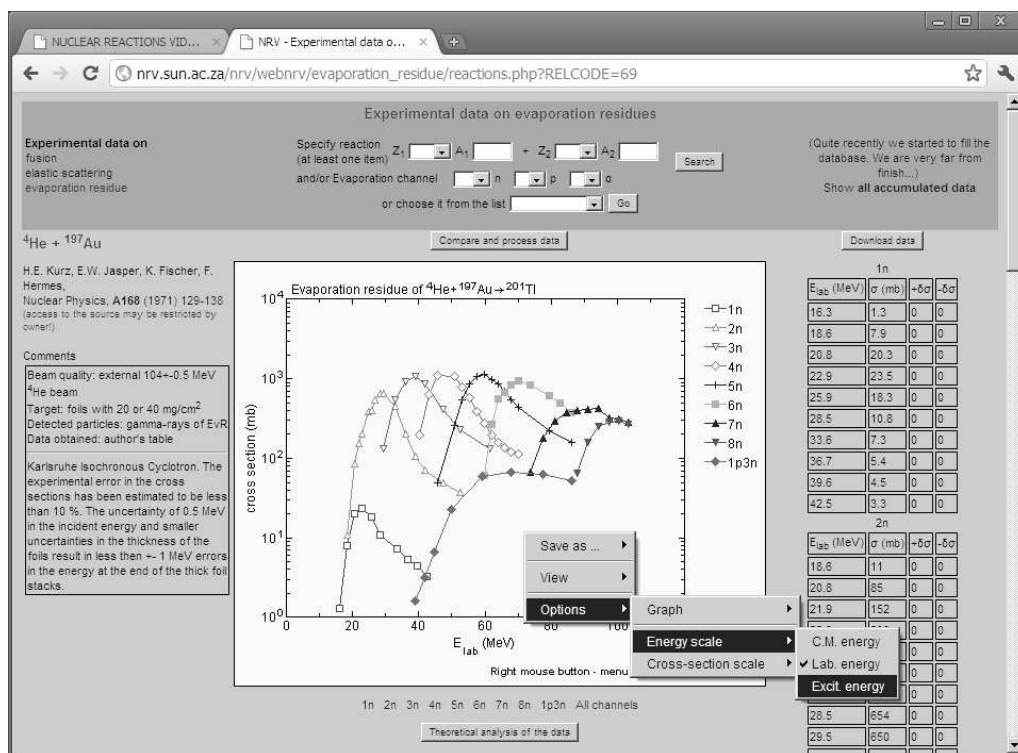 NUCLEAR REACTIONS VID...
NRV - Experimental data o...
nrv.sun.ac.za/nrv/webnrv/evaporation_residue/reactions.php?RELCODE=69
Experimental data on evaporation residues
Experimental data on
fusion
elastic scattering
evaporation residue
Specify reaction
(at least one item)
Z1 A1 + Z2 A2
Search
and/or Evaporation channel n p α
or choose it from the list Go
(Quite recently we started to fill the
database. We are very far from
finish...)
Show all accumulated data
⁴He + ¹⁹⁷Au
Compare and process data
Download data
H.E. Kurz, E.W. Jasper, K. Fischer, F.
Hermes,
Nuclear Physics, A168 (1971) 129-138
(access to the source may be restricted by
owner!)
Comments
Beam quality: external 104+-0.5 MeV
⁴He beam
Target: foils with 20 or 40 mg/cm²
Detected particles: gamma-rays of EvR
Data obtained: author's table
Karlsruhe Isochronous Cyclotron. The
experimental error in the cross
sections has been estimated to be less
than 10 %. The uncertainty of 0.5 MeV
in the incident energy and smaller
uncertainties in the thickness of the
foils result in less then +- 1 MeV errors
in the energy at the end of the thick foil
stacks.
Evaporation residue of ⁴He+¹⁹⁷Au→²⁰¹Tl
10⁴
10³
10²
10¹
10⁰
cross section (mb)
0 20 40 60 80 100
E lab (MeV)
1n
2n
3n
4n
5n
6n
7n
8n
1p3n
Right mouse button - menu
Save as ...
View
Options
Graph
Energy scale
Cross-section scale
C.M. energy
Lab. energy
Excit. energy
1n 2n 3n 4n 5n 6n 7n 8n 1p3n All channels
Theoretical analysis of the data
1n
Elab (MeV) σ (mb) +δσ -δσ
16.3 1.3 0 0
18.6 7.9 0 0
20.8 20.3 0 0
22.9 23.5 0 0
25.9 18.3 0 0
28.5 10.8 0 0
33.6 7.3 0 0
36.7 5.4 0 0
39.6 4.5 0 0
42.5 3.3 0 0
2n
Elab (MeV) σ (mb) +δσ -δσ
18.6 11 0 0
20.8 85 0 0
21.9 152 0 0
28.5 654 0 0
29.5 650 0 0